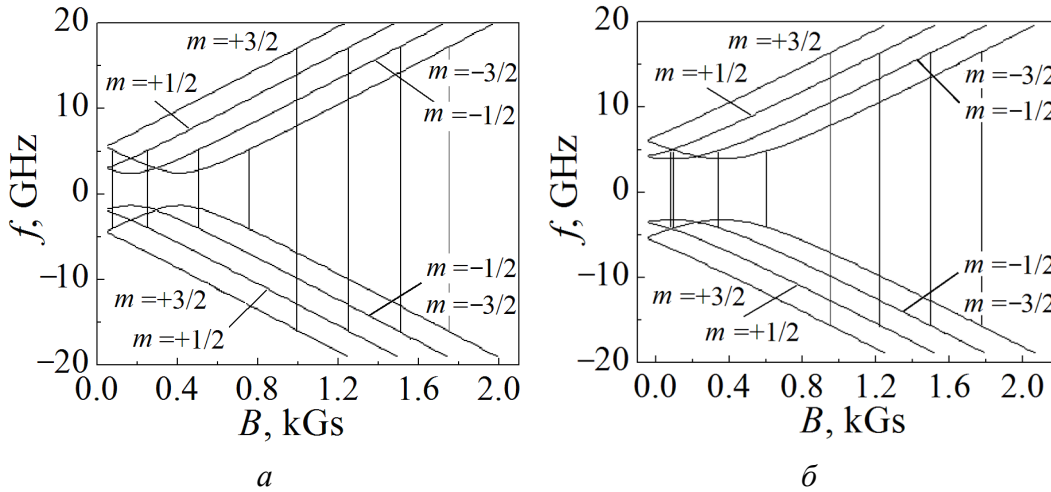 20
10
0
−10
−20
f, GHz
m =+3/2
m =+1/2
m =−3/2
m =−1/2
m =−1/2
m =−3/2
m =+3/2
m =+1/2
0.0 0.4 0.8 1.2 1.6 2.0
B, kGs
а
20
10
0
−10
−20
f, GHz
m =+3/2
m =+1/2
m =−3/2
m =−1/2
m =−1/2
m =−3/2
m =+3/2
m =+1/2
0.0 0.4 0.8 1.2 1.6 2.0
B, kGs
б